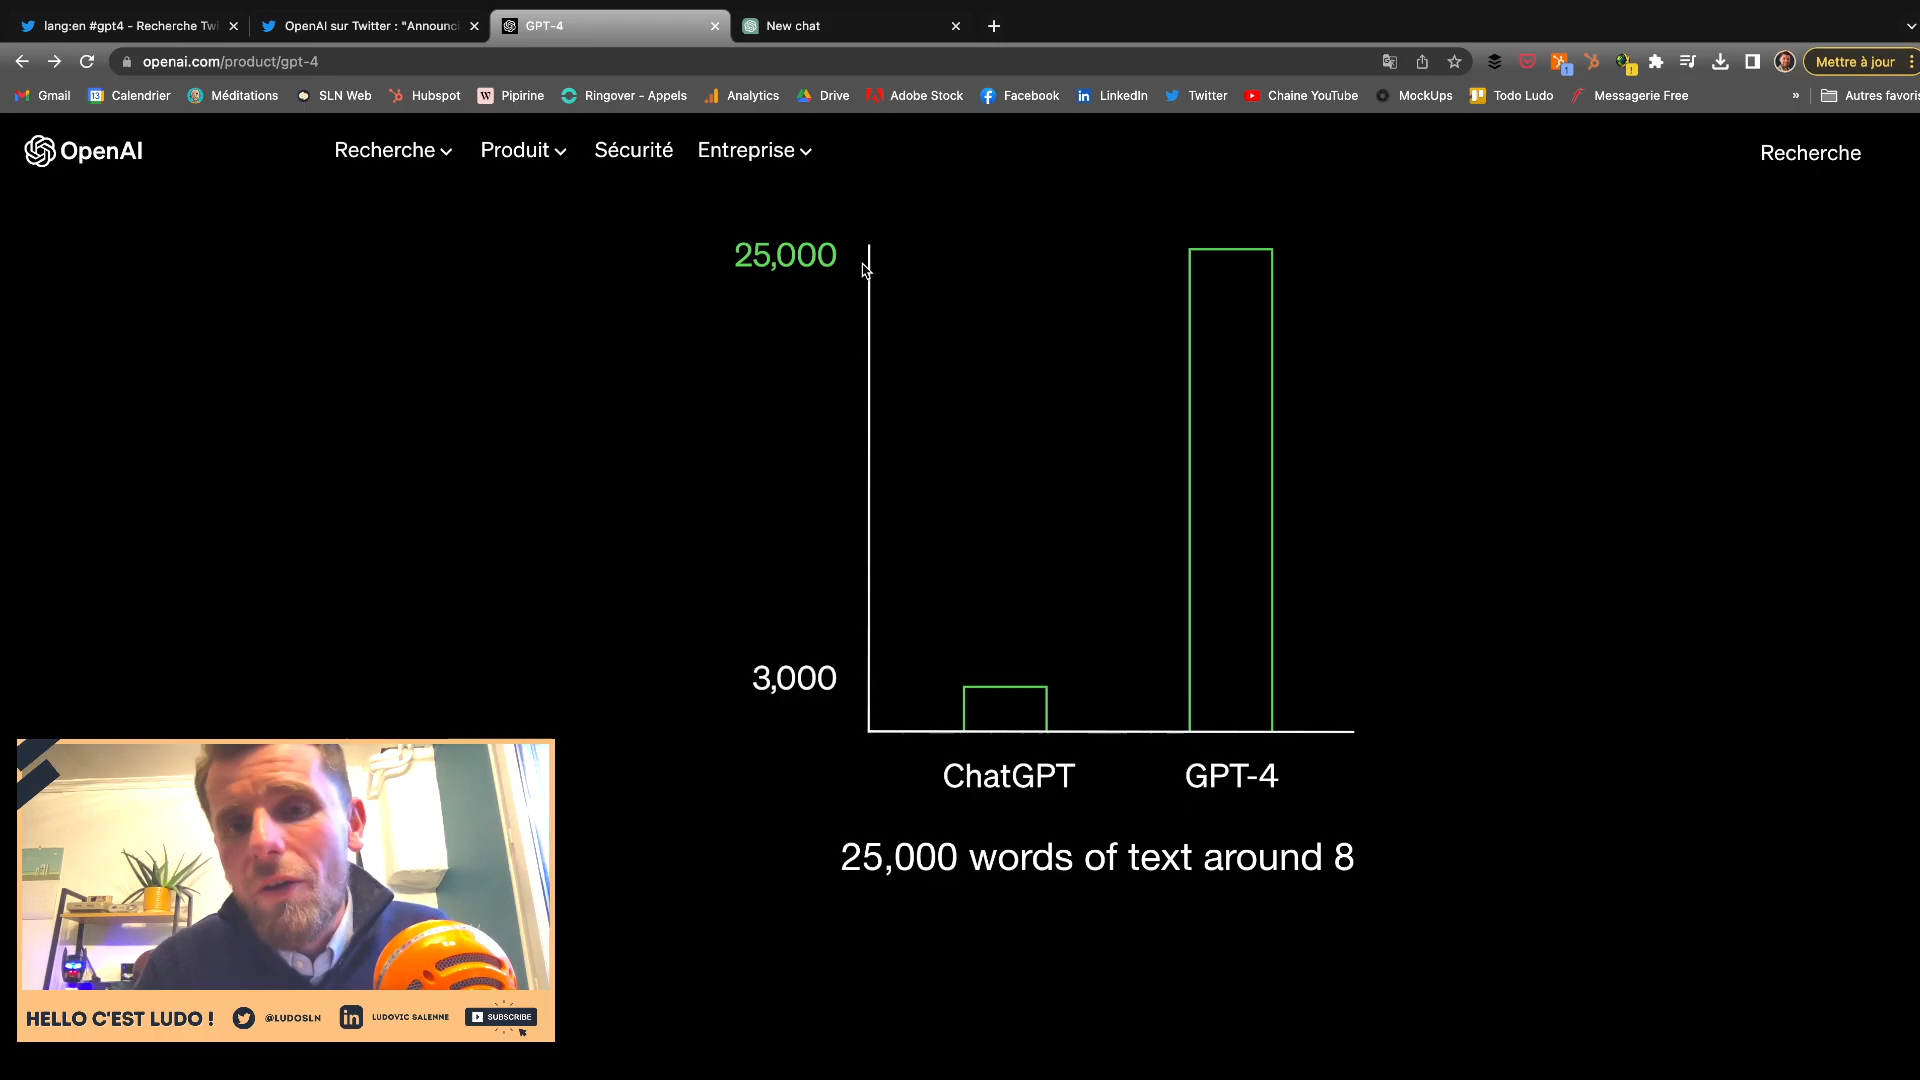 lang:en #gpt4 - Recherche Twi
OpenAI sur Twitter : "Announci
GPT-4
New chat
openai.com/product/gpt-4
Mettre à jour
Gmail
13
Calendrier
Méditations
SLN Web
Hubspot
W Pipirine
Ringover - Appels
Analytics
Drive
Adobe Stock
Facebook
LinkedIn
Twitter
Chaine YouTube
MockUps
Todo Ludo
Messagerie Free
»
Autres favoris
OpenAI
Recherche
Produit
Sécurité
Entreprise
Recherche
25,000
3,000
ChatGPT
GPT-4
25,000 words of text around 8
HELLO C'EST LUDO !
@LUDOSLN
in
LUDOVIC SALENNE
SUBSCRIBE